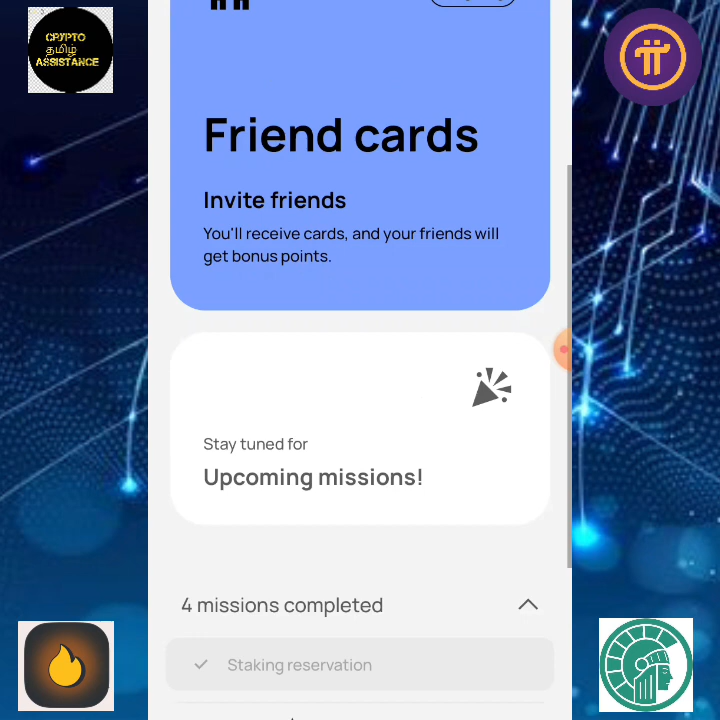 CRYPTO
தமிழ்
ASSISTANCE
Friend cards
Invite friends
You'll receive cards, and your friends will
get bonus points.
Stay tuned for
Upcoming missions!
4 missions completed
Staking reservation